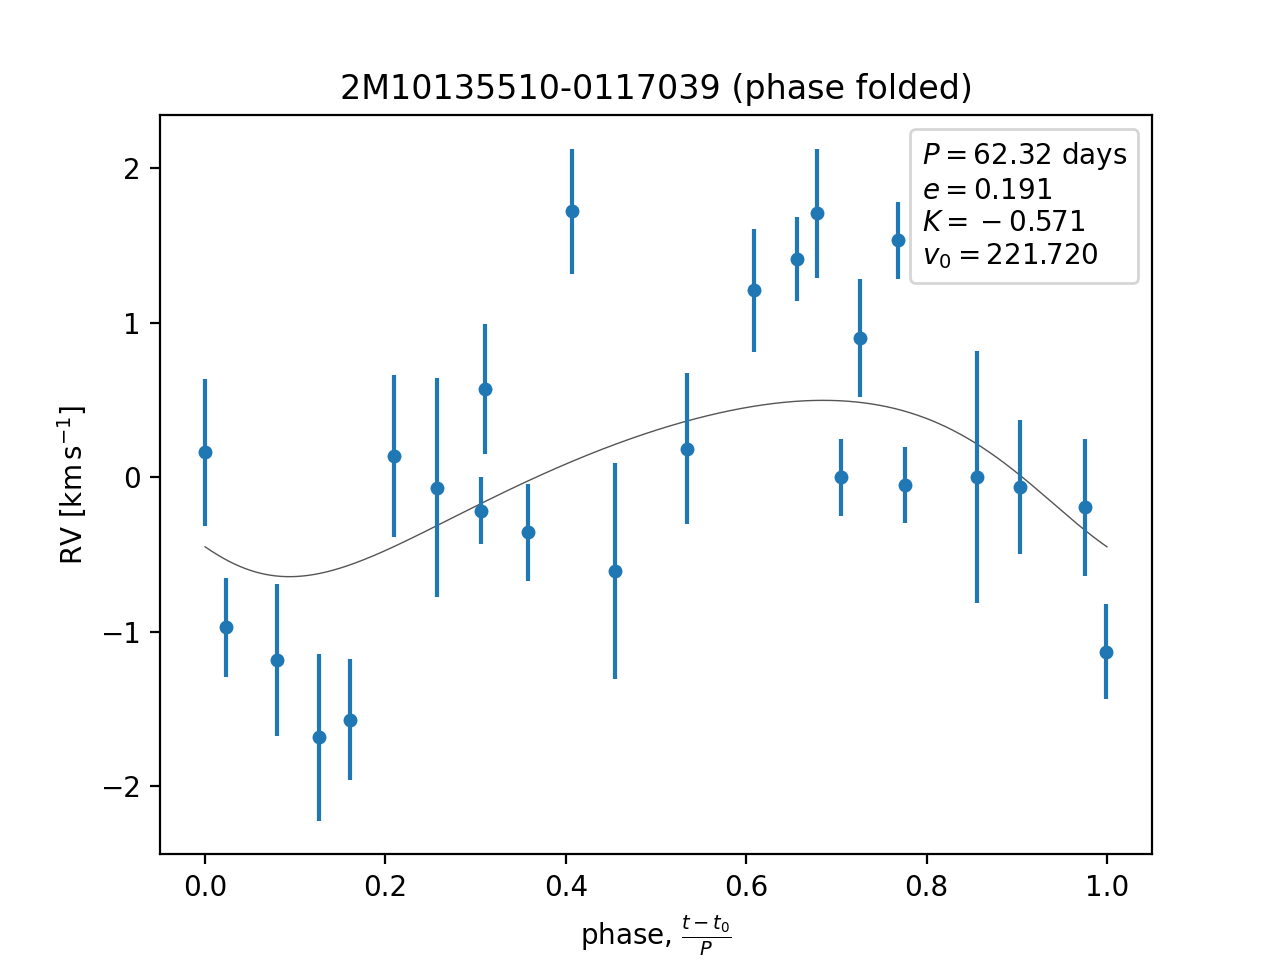 2M10135510-0117039 (phase folded)
P = 62.32 days
e = 0.191
K = −0.571
v₀ = 221.720
RV [km s⁻¹]
2
1
0
−1
−2
0.0 0.2 0.4 0.6 0.8 1.0
phase, (t − t₀)/P